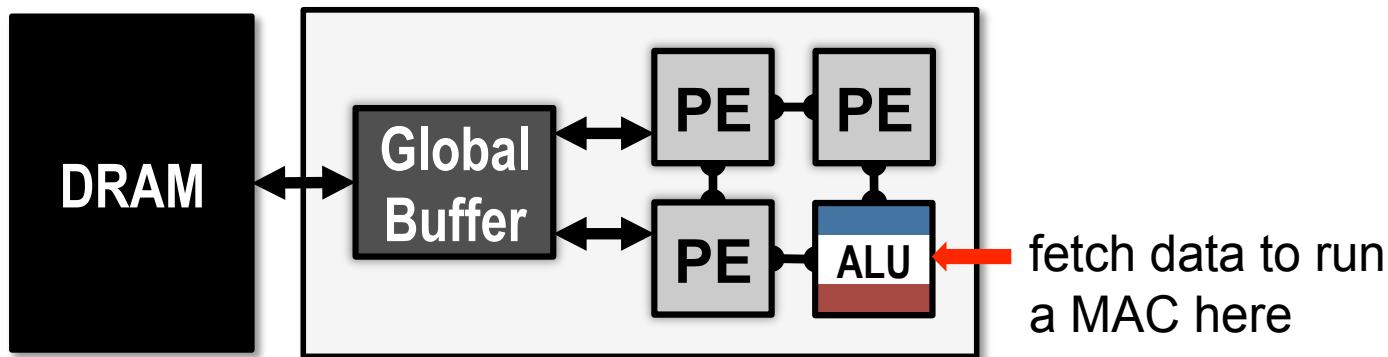 DRAM
Global
Buffer
PE
PE
PE
ALU
fetch data to run
a MAC here